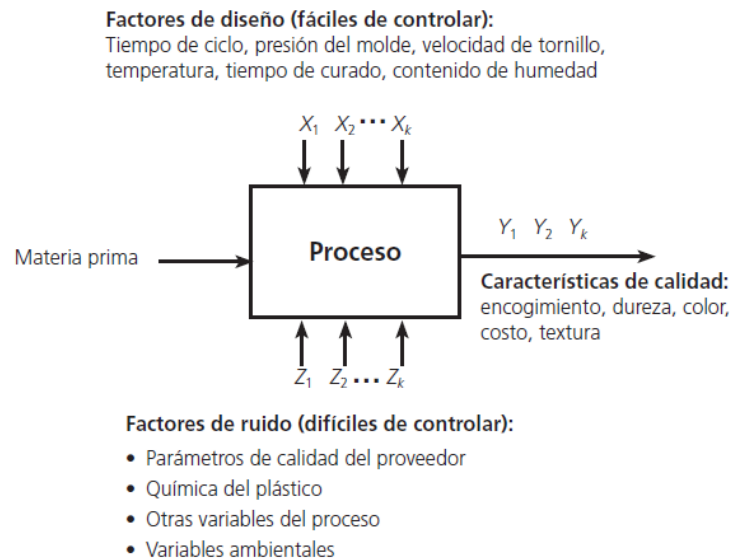 Factores de diseño (fáciles de controlar):
Tiempo de ciclo, presión del molde, velocidad de tornillo,
temperatura, tiempo de curado, contenido de humedad
X1 X2 ··· Xk
Materia prima
Proceso
Y1 Y2 Yk
Características de calidad:
encogimiento, dureza, color,
costo, textura
Z1 Z2 ... Zk
Factores de ruido (difíciles de controlar):
• Parámetros de calidad del proveedor
• Química del plástico
• Otras variables del proceso
• Variables ambientales